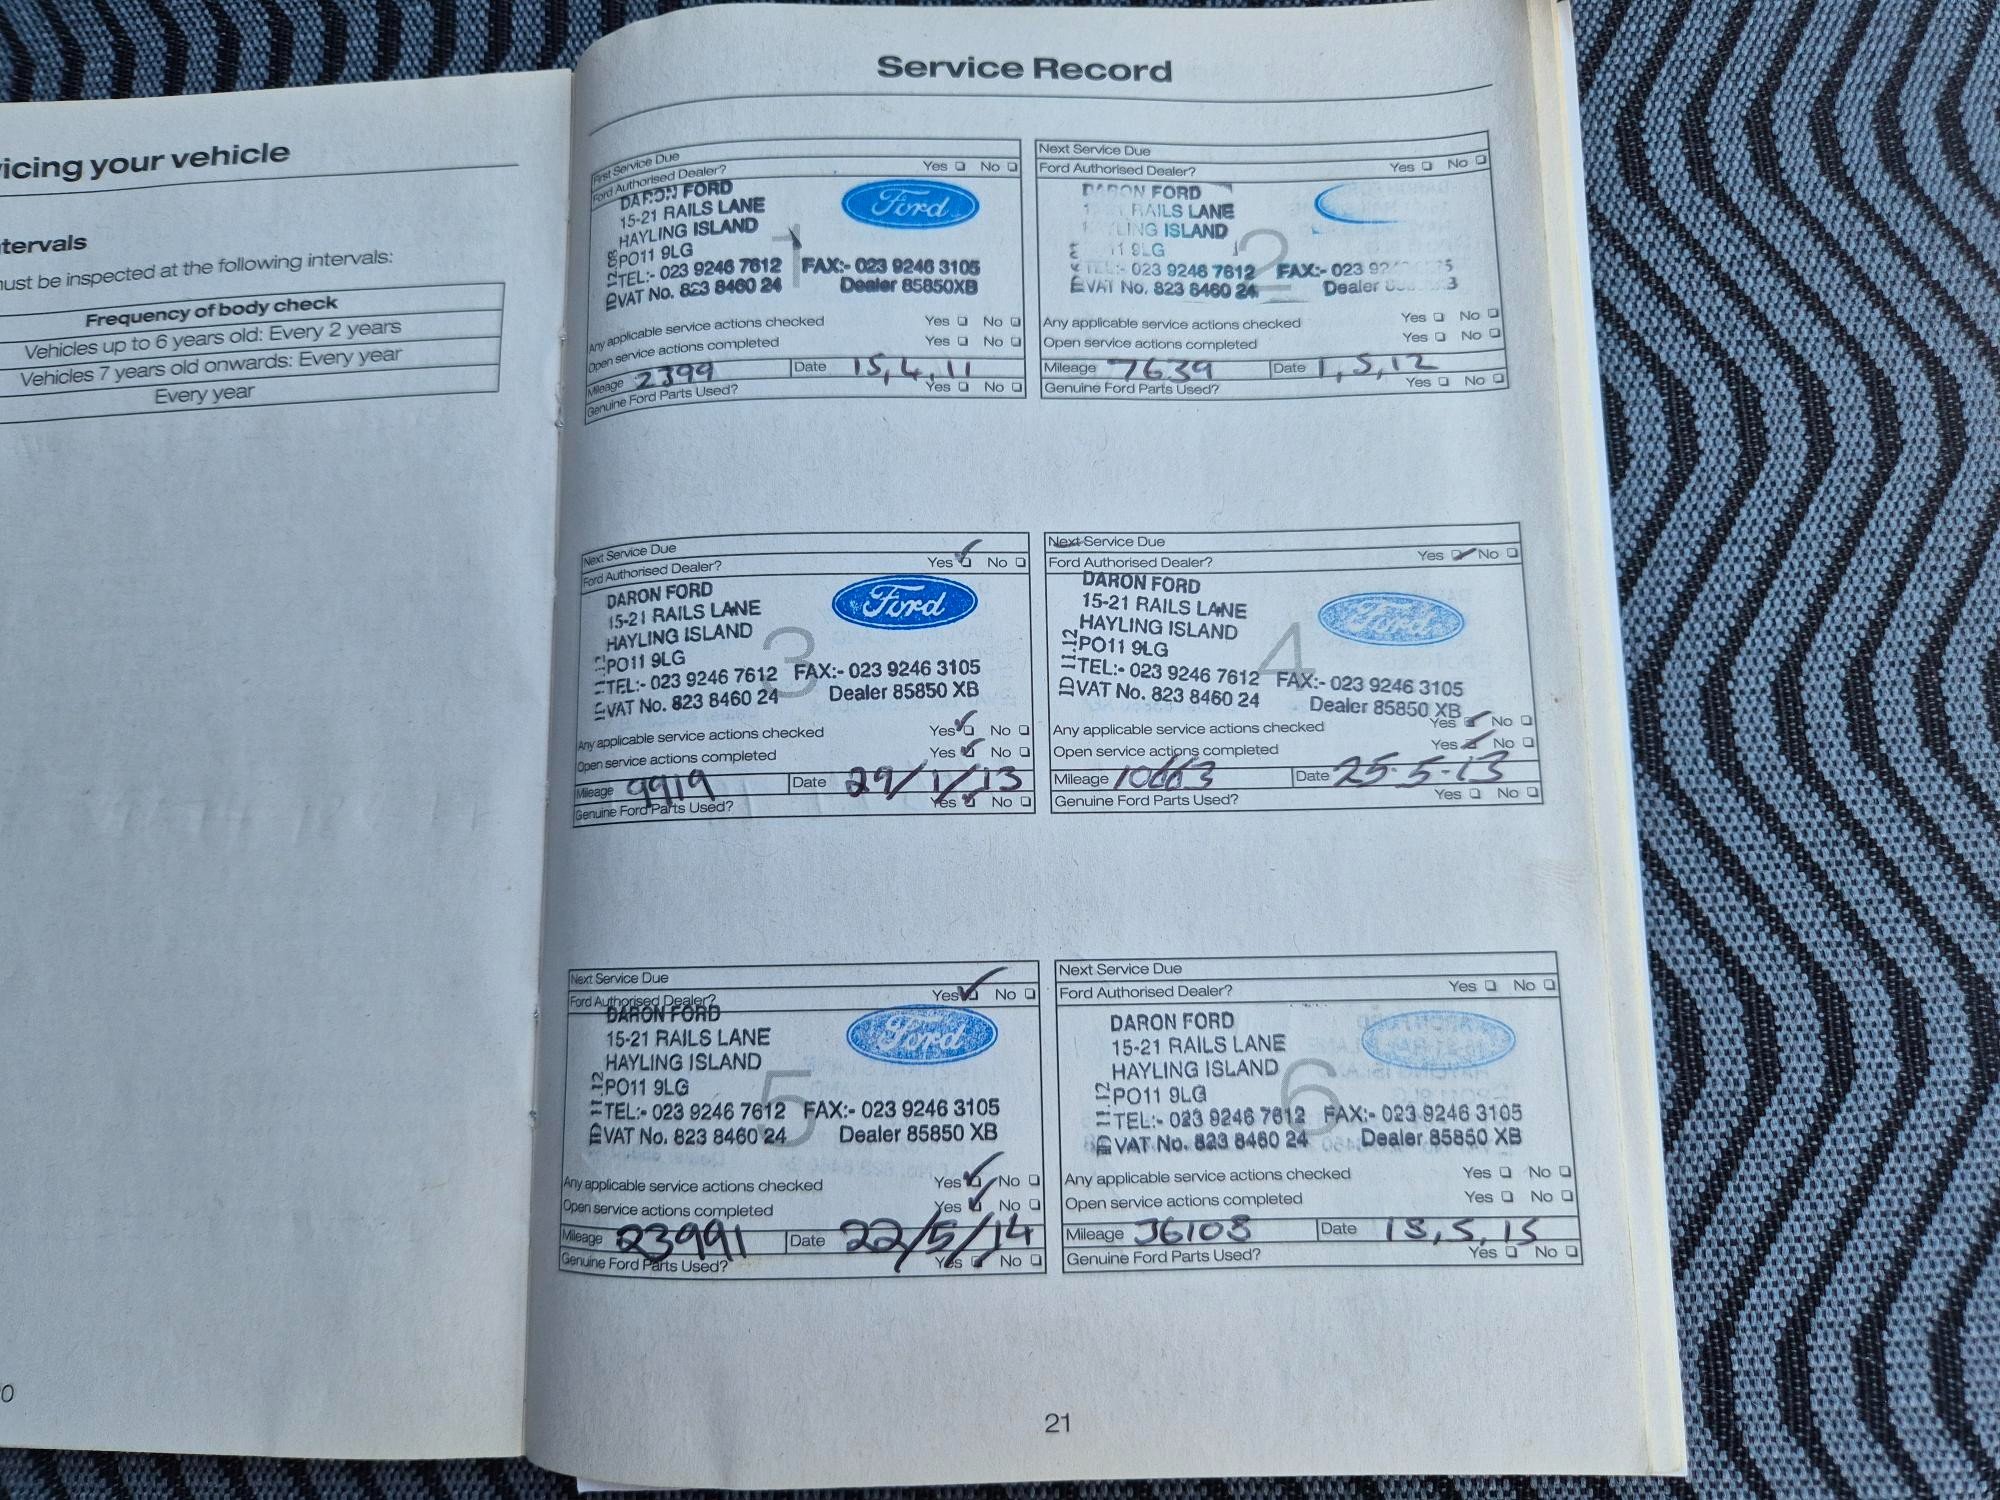 icing your vehicle
tervals
ust be inspected at the following intervals:
Frequency of body check
Vehicles up to 6 years old: Every 2 years
Vehicles 7 years old onwards: Every year
Every year
Service Record
First Service Due
Ford Authorised Dealer? Yes No
DARON FORD
15-21 RAILS LANE
HAYLING ISLAND
PO11 9LG
TEL:- 023 9246 7612 FAX:- 023 9246 3105
VAT No. 823 8460 24 Dealer 85850XB
Ford
1
Any applicable service actions checked Yes No
Open service actions completed Yes No
Mileage 2399 Date 15,4,11
Genuine Ford Parts Used? Yes No
Next Service Due
Ford Authorised Dealer? Yes No
DARON FORD
RAILS LANE
ISLAND
9LG
TEL:- 023 9246 7612 FAX:- 023
VAT No. 823 8460 24 Dealer
2
Any applicable service actions checked Yes No
Open service actions completed Yes No
Mileage 7639 Date 1,5,12
Genuine Ford Parts Used? Yes No
Next Service Due
Ford Authorised Dealer? Yes No
DARON FORD
15-21 RAILS LANE
HAYLING ISLAND
PO11 9LG
TEL:- 023 9246 7612 FAX:- 023 9246 3105
VAT No. 823 8460 24 Dealer 85850 XB
Ford
3
Any applicable service actions checked Yes No
Open service actions completed Yes No
Mileage 9919 Date 29/1/13
Genuine Ford Parts Used? Yes No
Next Service Due
Ford Authorised Dealer? Yes No
DARON FORD
15-21 RAILS LANE
HAYLING ISLAND
PO11 9LG
TEL:- 023 9246 7612 FAX:- 023 9246 3105
VAT No. 823 8460 24 Dealer 85850 XB
ID 11.12
Ford
4
Any applicable service actions checked Yes No
Open service actions completed Yes No
Mileage 10663 Date 25-5-13
Genuine Ford Parts Used? Yes No
Next Service Due
Ford Authorised Dealer? Yes No
DARON FORD
15-21 RAILS LANE
HAYLING ISLAND
PO11 9LG
TEL:- 023 9246 7612 FAX:- 023 9246 3105
VAT No. 823 8460 24 Dealer 85850 XB
ID 11.12
Ford
5
Any applicable service actions checked Yes No
Open service actions completed Yes No
Mileage 23991 Date 22/5/14
Genuine Ford Parts Used? Yes No
Next Service Due
Ford Authorised Dealer? Yes No
DARON FORD
15-21 RAILS LANE
HAYLING ISLAND
PO11 9LG
TEL:- 023 9246 7612 FAX:- 023 9246 3105
VAT No. 823 8460 24 Dealer 85850 XB
ID 11.12
Ford
6
Any applicable service actions checked Yes No
Open service actions completed Yes No
Mileage 36108 Date 18,5,15
Genuine Ford Parts Used? Yes No
0
21